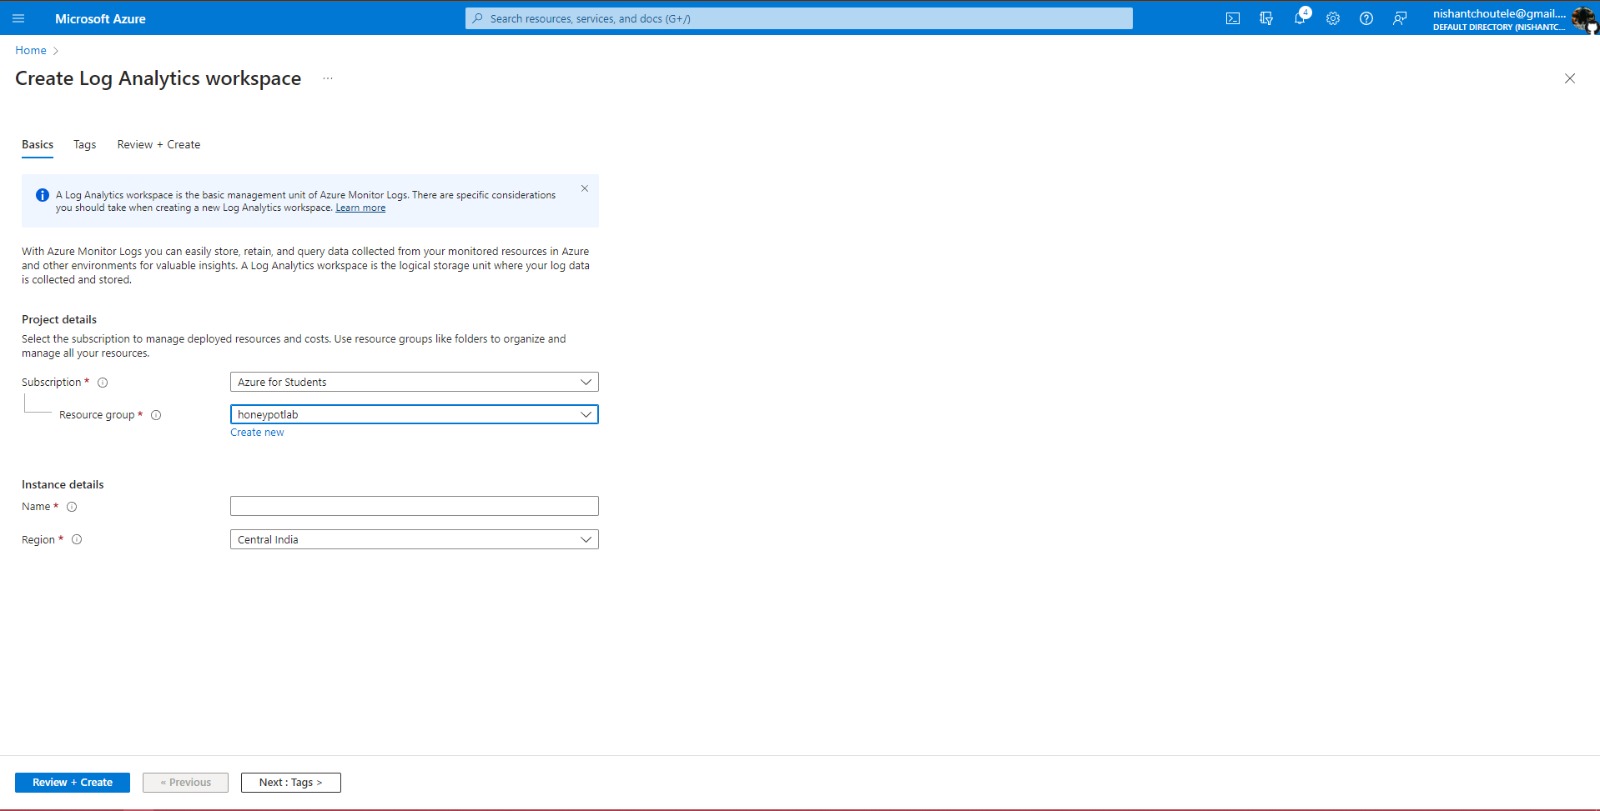 Microsoft Azure
Search resources, services, and docs (G+/)
4
nishantchoutele@gmail....
DEFAULT DIRECTORY (NISHANTC...
Home >
Create Log Analytics workspace ...
Basics Tags Review + Create
A Log Analytics workspace is the basic management unit of Azure Monitor Logs. There are specific considerations
you should take when creating a new Log Analytics workspace. Learn more
With Azure Monitor Logs you can easily store, retain, and query data collected from your monitored resources in Azure
and other environments for valuable insights. A Log Analytics workspace is the logical storage unit where your log data
is collected and stored.
Project details
Select the subscription to manage deployed resources and costs. Use resource groups like folders to organize and
manage all your resources.
Subscription * Azure for Students
Resource group * honeypotlab
Create new
Instance details
Name *
Region * Central India
Review + Create « Previous Next : Tags >